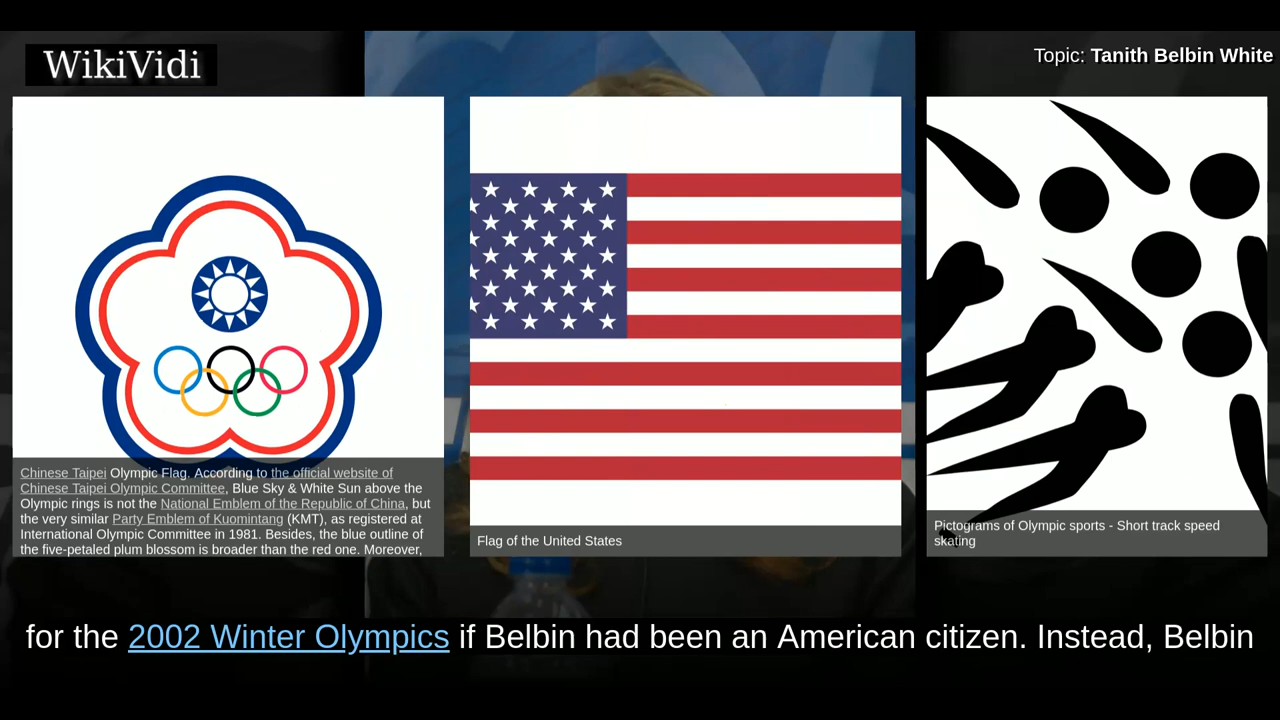 WikiVidi
Topic: Tanith Belbin White
Chinese Taipei Olympic Flag. According to the official website of
Chinese Taipei Olympic Committee, Blue Sky & White Sun above the
Olympic rings is not the National Emblem of the Republic of China, but
the very similar Party Emblem of Kuomintang (KMT), as registered at
International Olympic Committee in 1981. Besides, the blue outline of
the five-petaled plum blossom is broader than the red one. Moreover,
Flag of the United States
Pictograms of Olympic sports - Short track speed
skating
for the 2002 Winter Olympics if Belbin had been an American citizen. Instead, Belbin